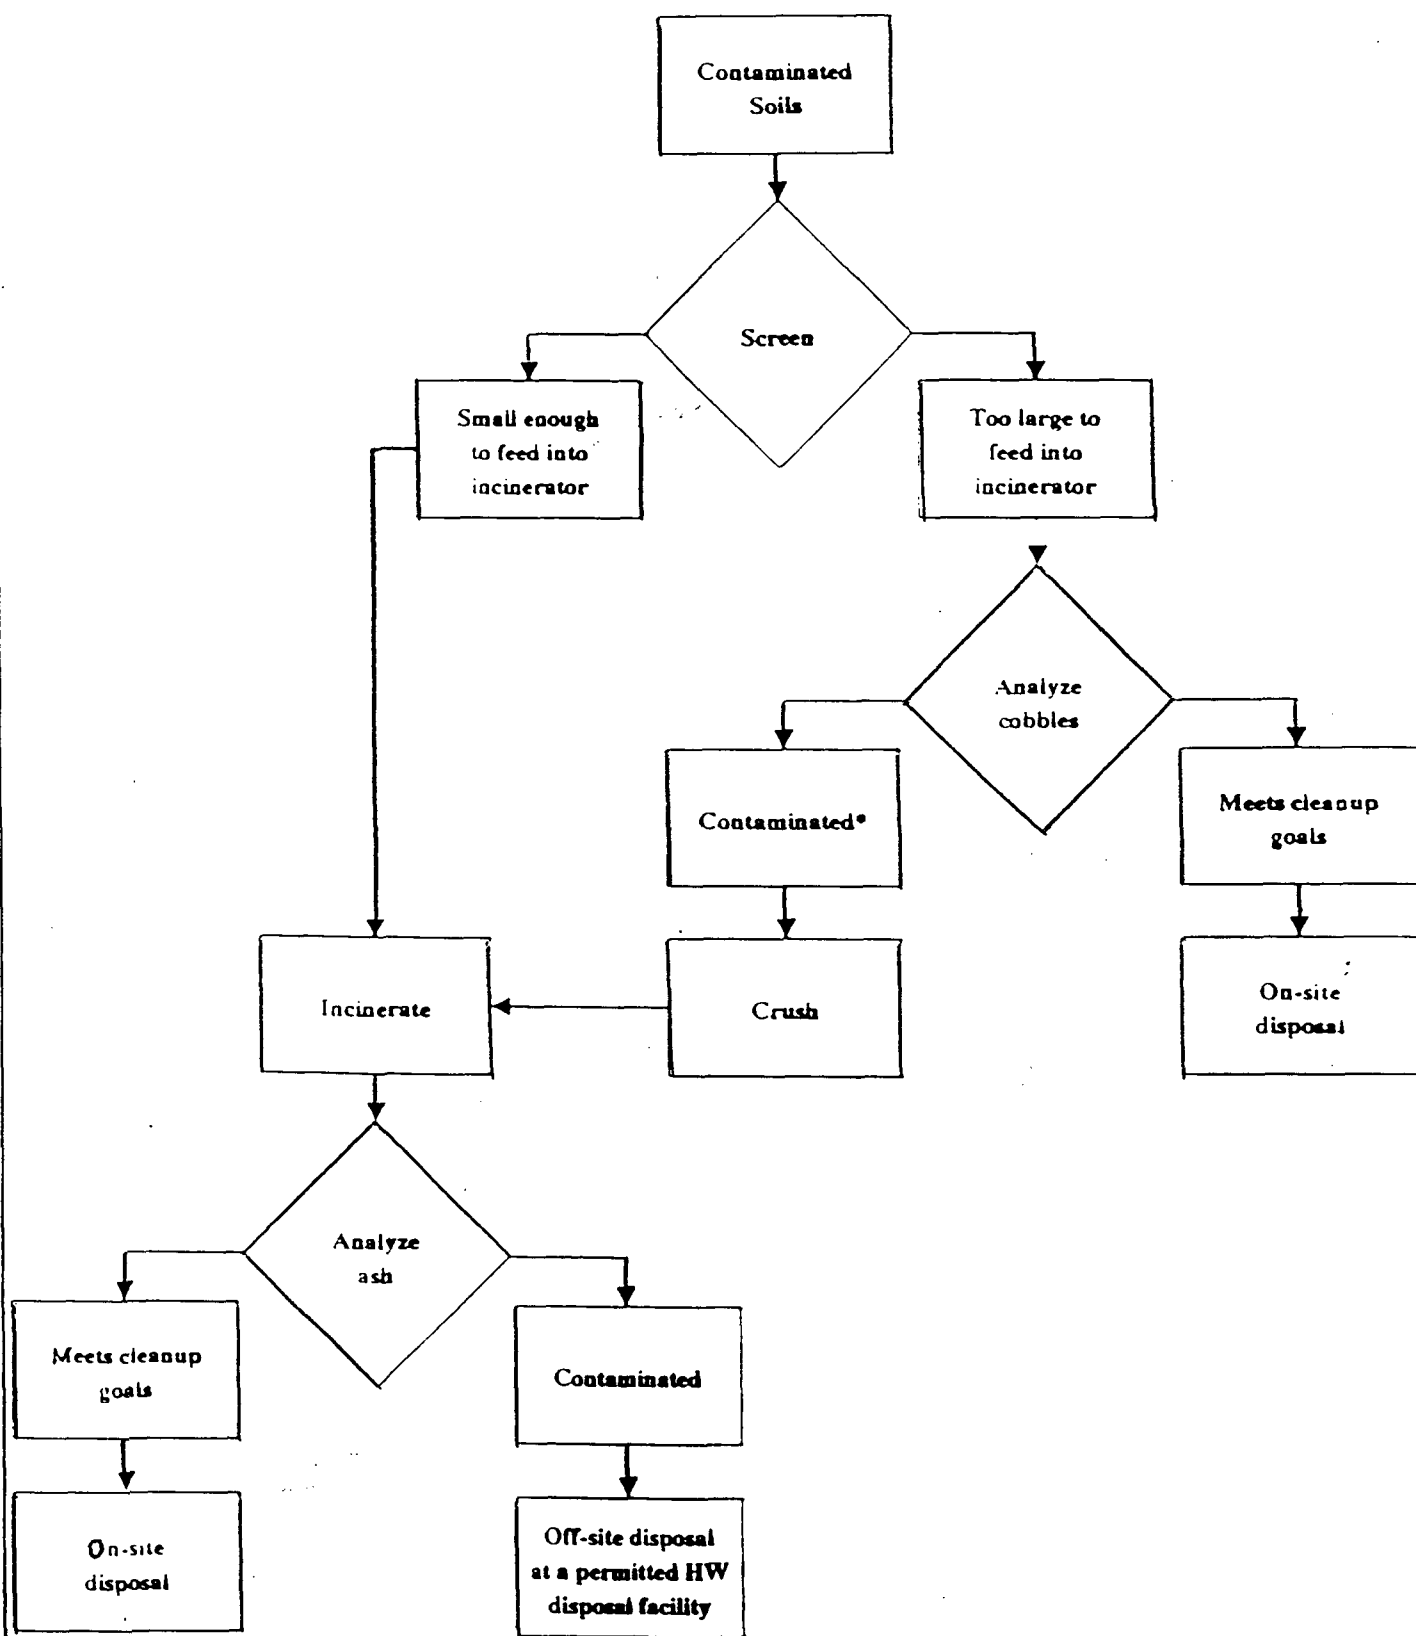 Contaminated
Soils
Screen
Small enough
to feed into
incinerator
Too large to
feed into
incinerator
Analyze
cobbles
Contaminated*
Meets cleanup
goals
Incinerate
Crush
On-site
disposal
Analyze
ash
Meets cleanup
goals
Contaminated
On-site
disposal
Off-site disposal
at a permitted HW
disposal facility